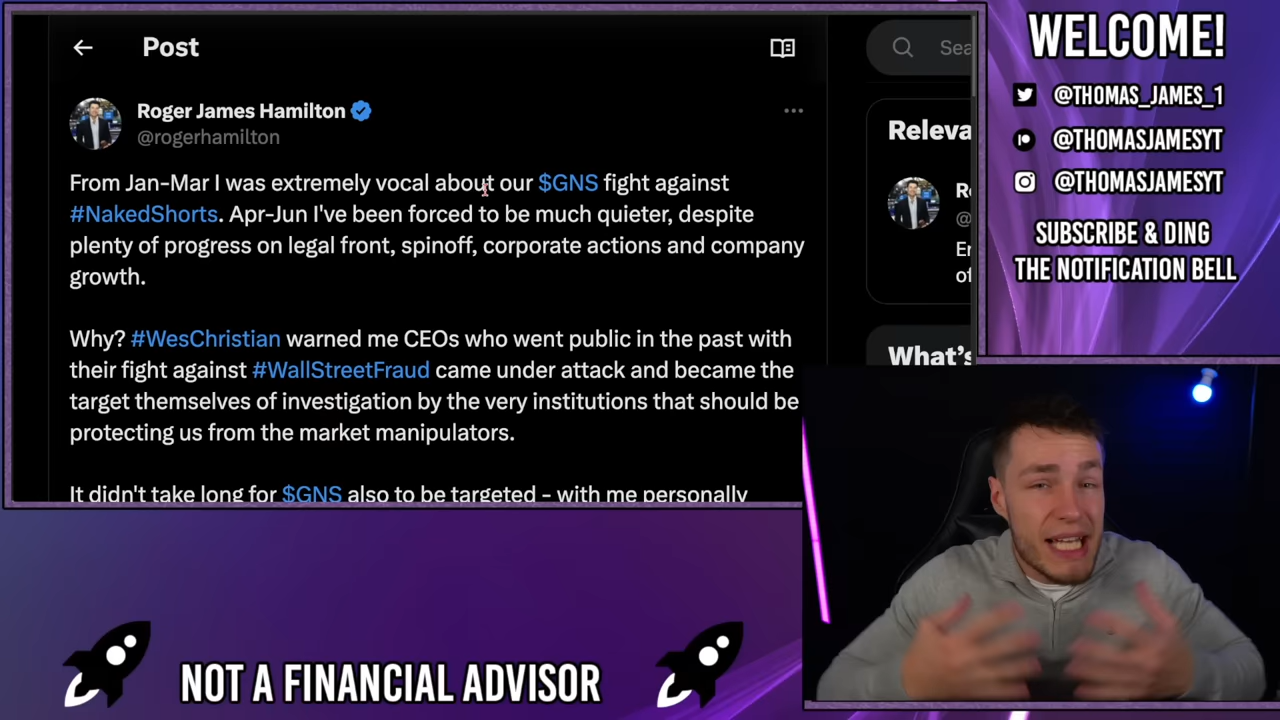 Post
Roger James Hamilton
@rogerhamilton
From Jan-Mar I was extremely vocal about our $GNS fight against
#NakedShorts. Apr-Jun I've been forced to be much quieter, despite
plenty of progress on legal front, spinoff, corporate actions and company
growth.
Why? #WesChristian warned me CEOs who went public in the past with
their fight against #WallStreetFraud came under attack and became the
target themselves of investigation by the very institutions that should be
protecting us from the market manipulators.
It didn't take long for $GNS also to be targeted - with me personally
Sea
Releva
R
@
Er
of
What's
WELCOME!
@THOMAS_JAMES_1
@THOMASJAMESYT
@THOMASJAMESYT
SUBSCRIBE & DING
THE NOTIFICATION BELL
NOT A FINANCIAL ADVISOR